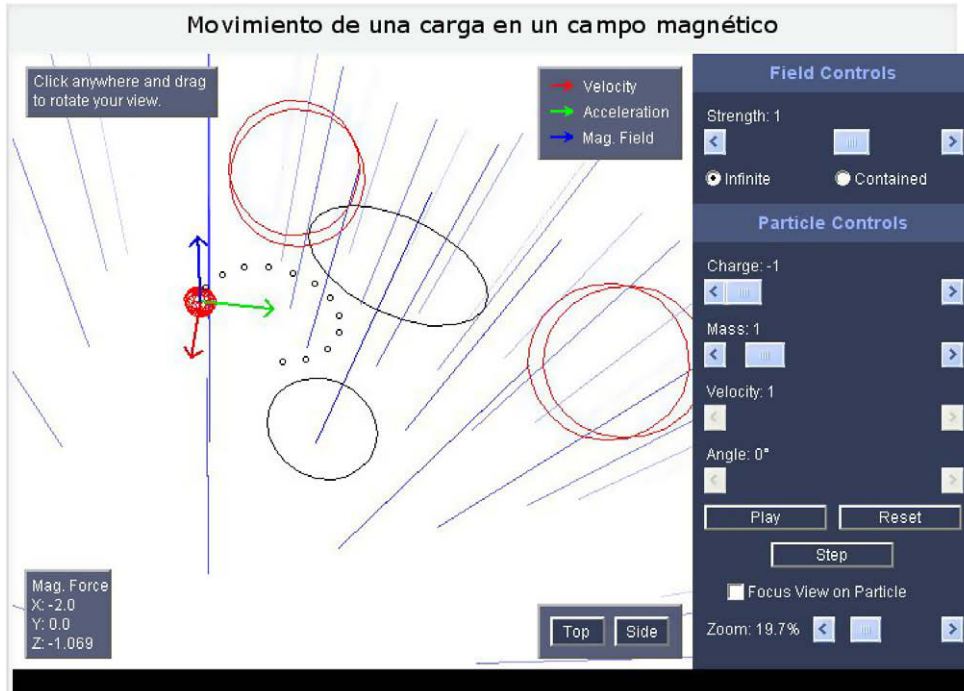 Movimiento de una carga en un campo magnético
Click anywhere and drag
to rotate your view.
Velocity
Acceleration
Mag. Field
Field Controls
Strength: 1
Infinite
Contained
Particle Controls
Charge: -1
Mass: 1
Velocity: 1
Angle: 0°
Play
Reset
Step
Focus View on Particle
Zoom: 19.7%
Mag. Force
X: -2.0
Y: 0.0
Z: -1.069
Top
Side